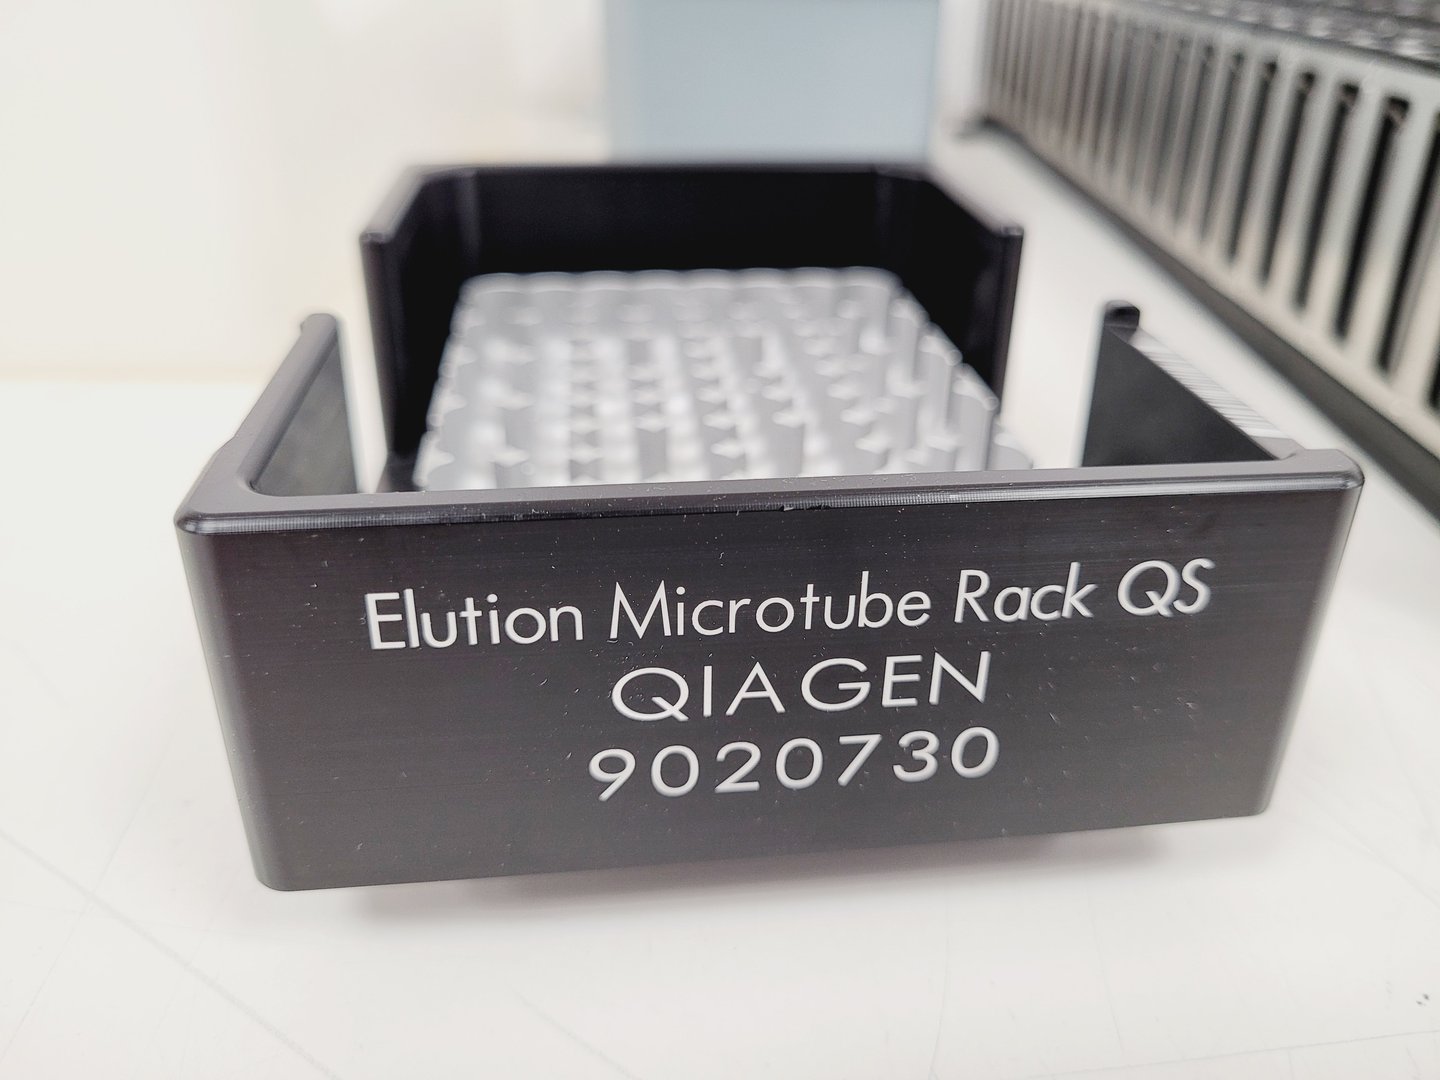 Elution Microtube Rack QS
QIAGEN
9020730